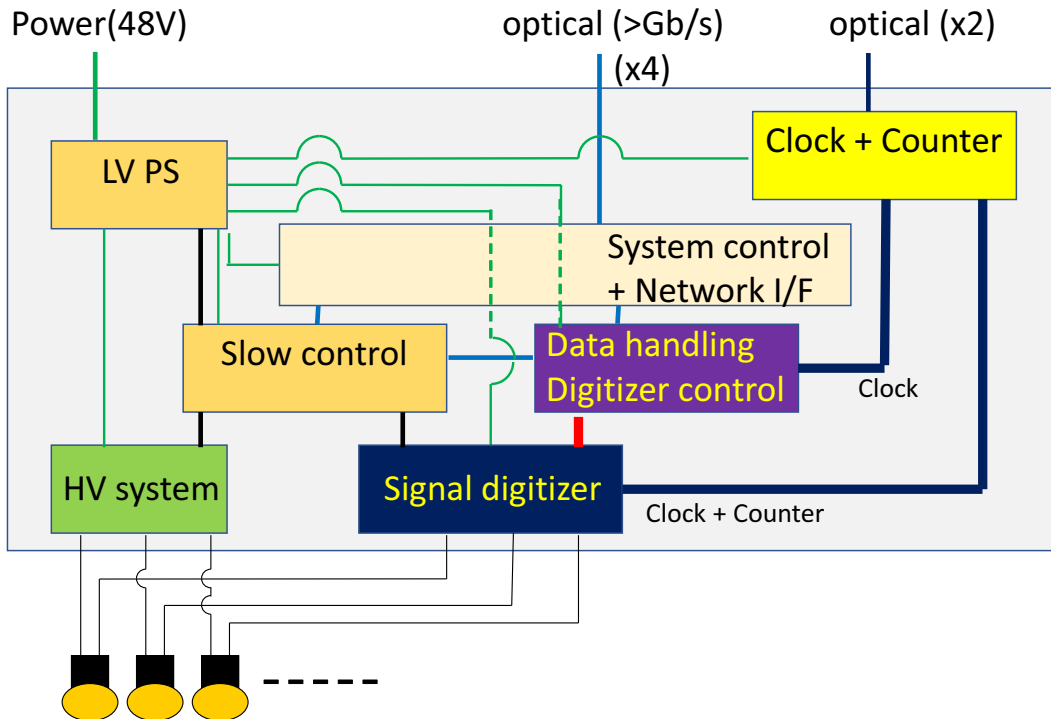 Power(48V)
optical (>Gb/s)
(x4)
optical (x2)
LV PS
Clock + Counter
System control
+ Network I/F
Slow control
Data handling
Digitizer control
Clock
HV system
Signal digitizer
Clock + Counter